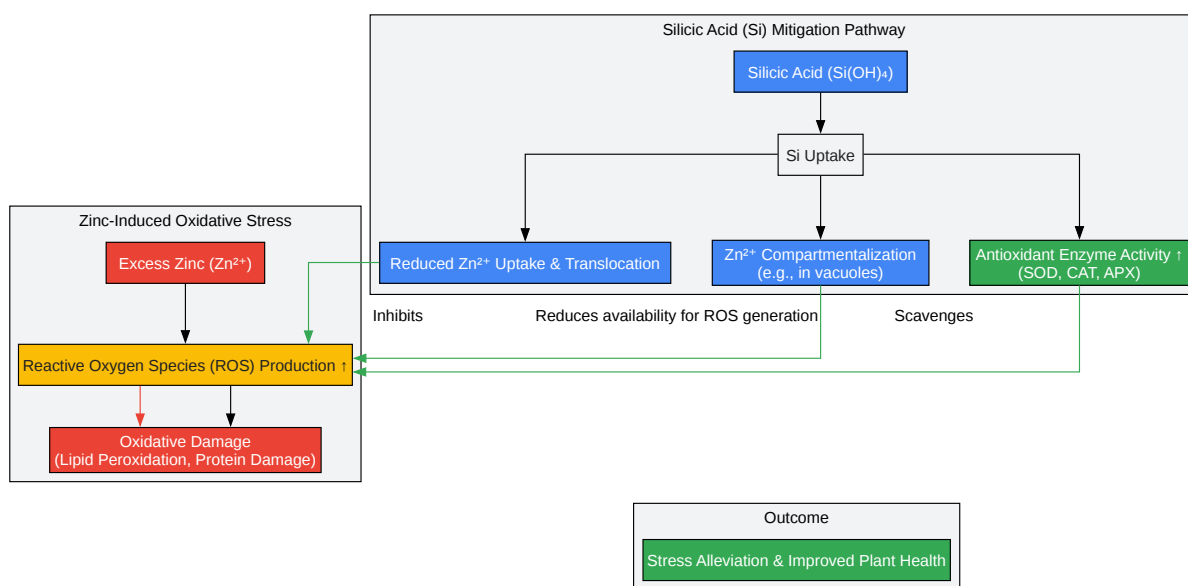 Silicic Acid (Si) Mitigation Pathway
Silicic Acid (Si(OH)₄)
Si Uptake
Zinc-Induced Oxidative Stress
Excess Zinc (Zn²⁺)
Reduced Zn²⁺ Uptake & Translocation
Zn²⁺ Compartmentalization
(e.g., in vacuoles)
Antioxidant Enzyme Activity ↑
(SOD, CAT, APX)
Inhibits
Reduces availability for ROS generation
Scavenges
Reactive Oxygen Species (ROS) Production ↑
Oxidative Damage
(Lipid Peroxidation, Protein Damage)
Outcome
Stress Alleviation & Improved Plant Health